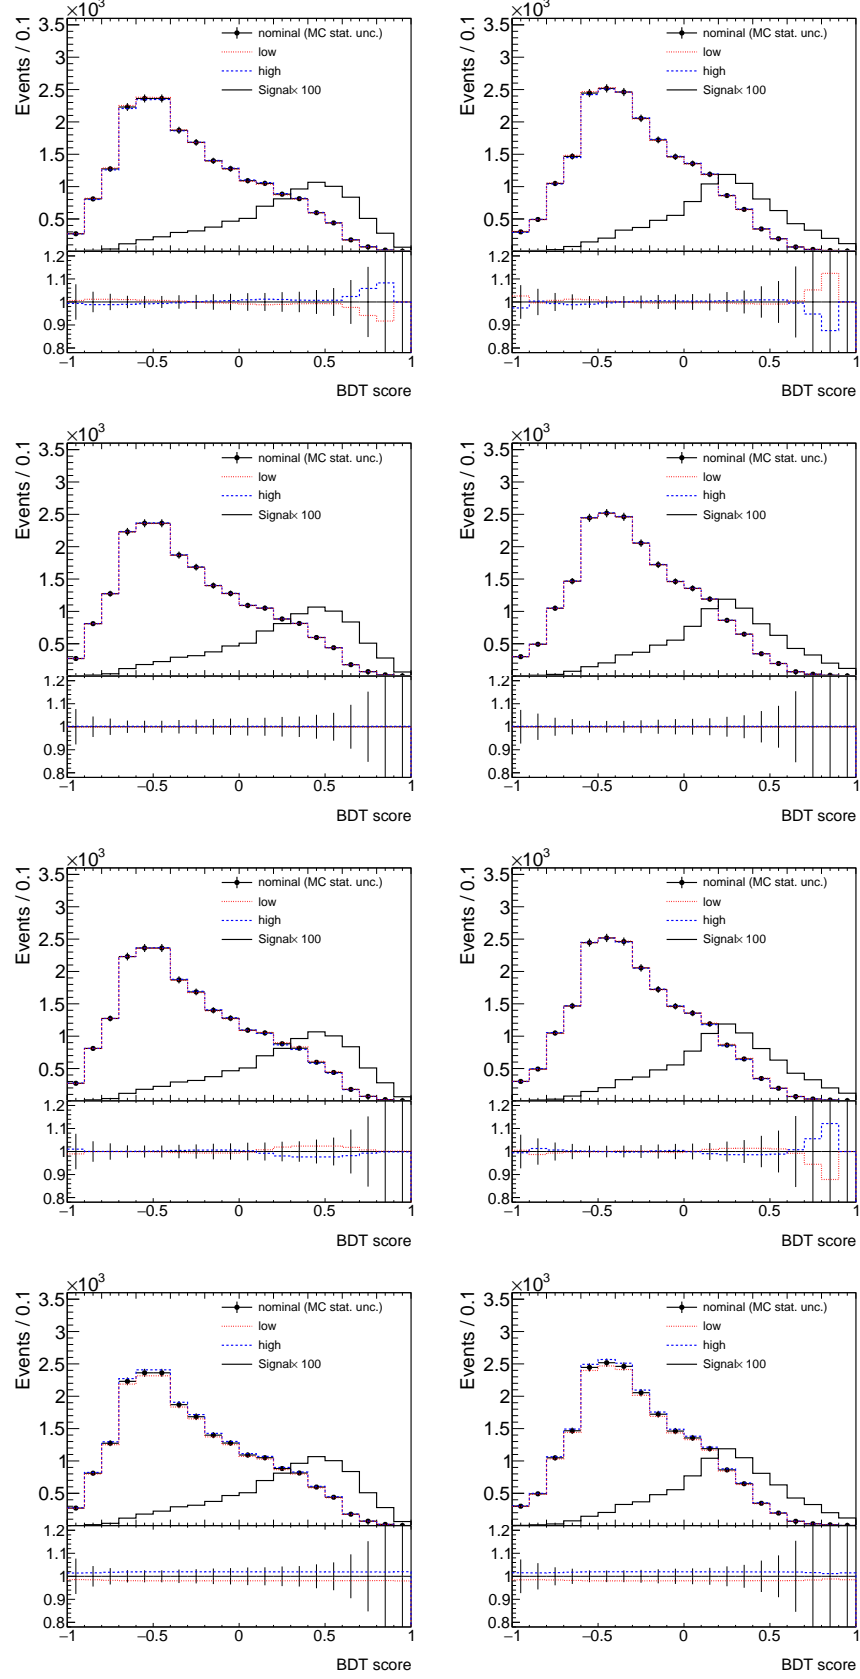 ×10³
Events / 0.1
3.5
3
2.5
2
1.5
1
0.5
nominal (MC stat. unc.)
low
high
Signal× 100
1.2
1.1
1
0.9
0.8
−1 −0.5 0 0.5 1
BDT score
×10³
Events / 0.1
3.5
3
2.5
2
1.5
1
0.5
nominal (MC stat. unc.)
low
high
Signal× 100
1.2
1.1
1
0.9
0.8
−1 −0.5 0 0.5 1
BDT score
×10³
Events / 0.1
3.5
3
2.5
2
1.5
1
0.5
nominal (MC stat. unc.)
low
high
Signal× 100
1.2
1.1
1
0.9
0.8
−1 −0.5 0 0.5 1
BDT score
×10³
Events / 0.1
3.5
3
2.5
2
1.5
1
0.5
nominal (MC stat. unc.)
low
high
Signal× 100
1.2
1.1
1
0.9
0.8
−1 −0.5 0 0.5 1
BDT score
×10³
Events / 0.1
3.5
3
2.5
2
1.5
1
0.5
nominal (MC stat. unc.)
low
high
Signal× 100
1.2
1.1
1
0.9
0.8
−1 −0.5 0 0.5 1
BDT score
×10³
Events / 0.1
3.5
3
2.5
2
1.5
1
0.5
nominal (MC stat. unc.)
low
high
Signal× 100
1.2
1.1
1
0.9
0.8
−1 −0.5 0 0.5 1
BDT score
×10³
Events / 0.1
3.5
3
2.5
2
1.5
1
0.5
nominal (MC stat. unc.)
low
high
Signal× 100
1.2
1.1
1
0.9
0.8
−1 −0.5 0 0.5 1
BDT score
×10³
Events / 0.1
3.5
3
2.5
2
1.5
1
0.5
nominal (MC stat. unc.)
low
high
Signal× 100
1.2
1.1
1
0.9
0.8
−1 −0.5 0 0.5 1
BDT score